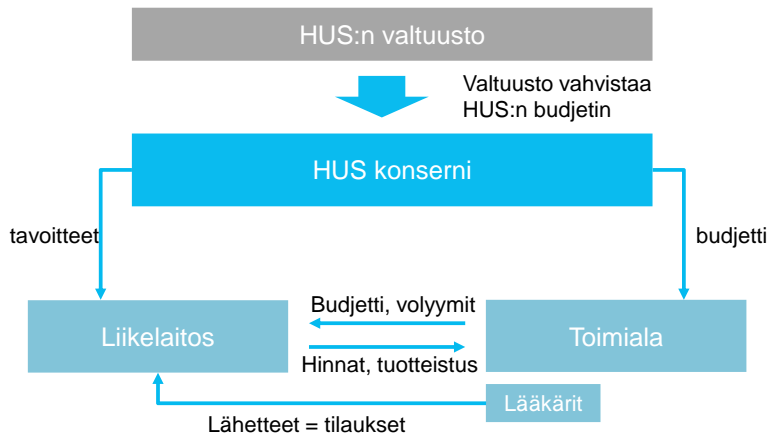 HUS:n valtuusto
Valtuusto vahvistaa
HUS:n budjetin
HUS konserni
tavoitteet
budjetti
Liikelaitos
Budjetti, volyymit
Hinnat, tuotteistus
Toimiala
Lääkärit
Lähetteet = tilaukset